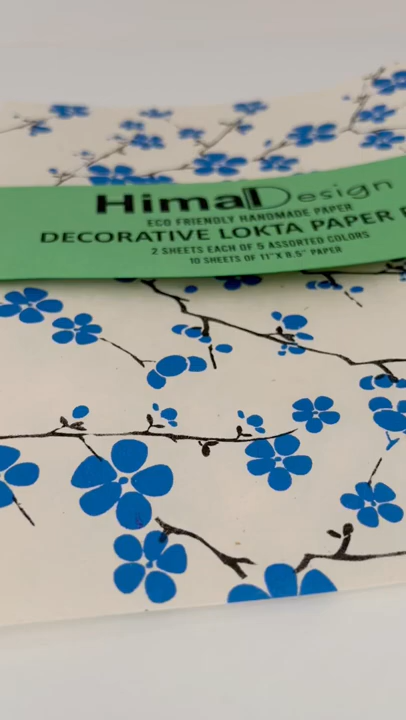 HimalDesign
ECO FRIENDLY HANDMADE PAPER
DECORATIVE LOKTA PAPER
2 SHEETS EACH OF 5 ASSORTED COLORS
10 SHEETS OF 11"X 8.5" PAPER